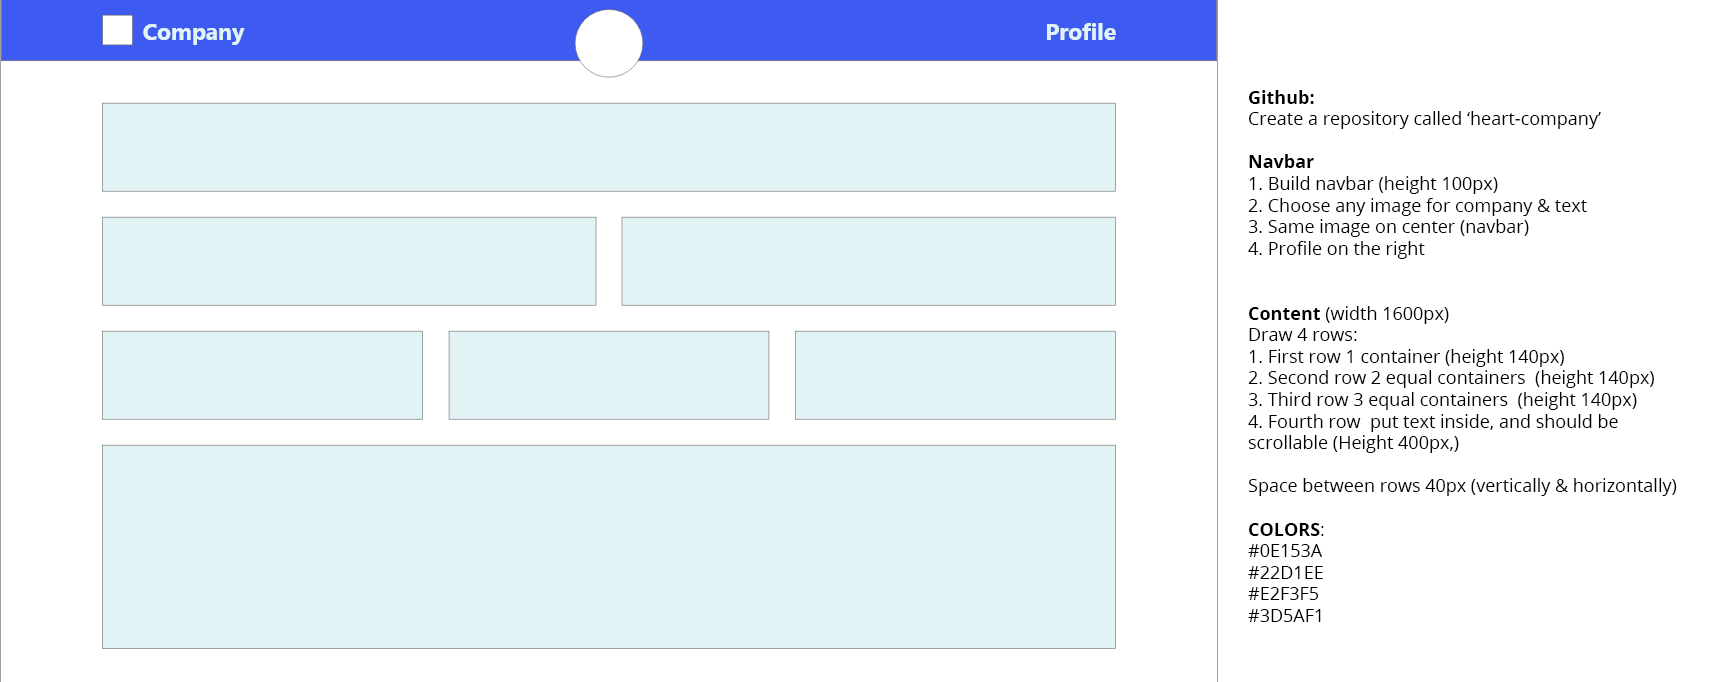 Company
Profile
Github:
Create a repository called ‘heart-company’
Navbar
1. Build navbar (height 100px)
2. Choose any image for company & text
3. Same image on center (navbar)
4. Profile on the right
Content (width 1600px)
Draw 4 rows:
1. First row 1 container (height 140px)
2. Second row 2 equal containers  (height 140px)
3. Third row 3 equal containers  (height 140px)
4. Fourth row  put text inside, and should be
scrollable (Height 400px,)
Space between rows 40px (vertically & horizontally)
COLORS:
#0E153A
#22D1EE
#E2F3F5
#3D5AF1